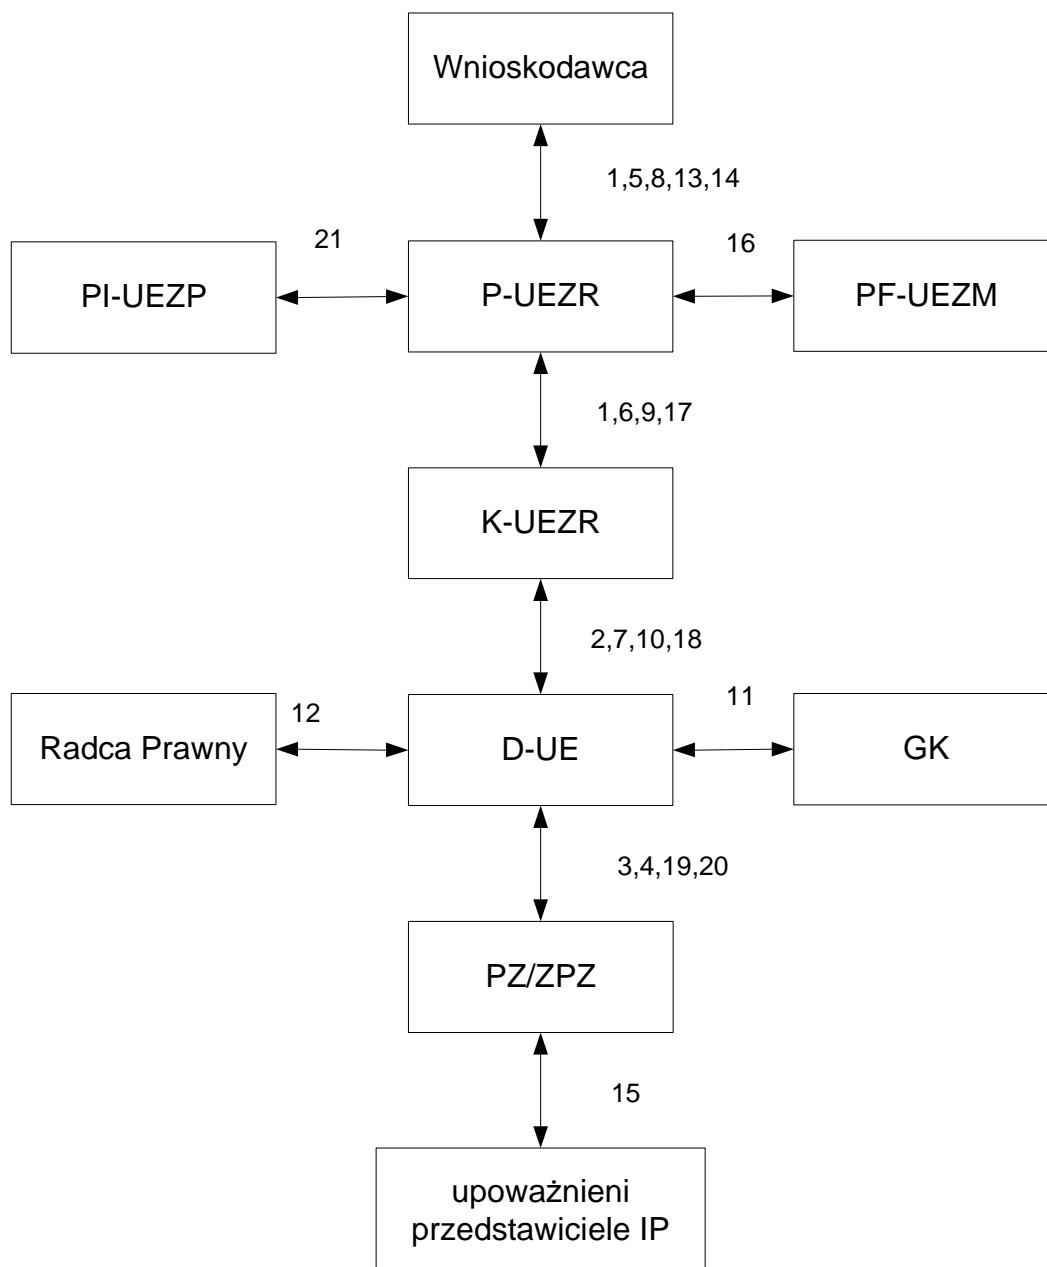 Wnioskodawca
1,5,8,13,14
21
16
PI-UEZP
P-UEZR
PF-UEZM
1,6,9,17
K-UEZR
2,7,10,18
12
11
Radca Prawny
D-UE
GK
3,4,19,20
PZ/ZPZ
15
upoważnieni
przedstawiciele IP